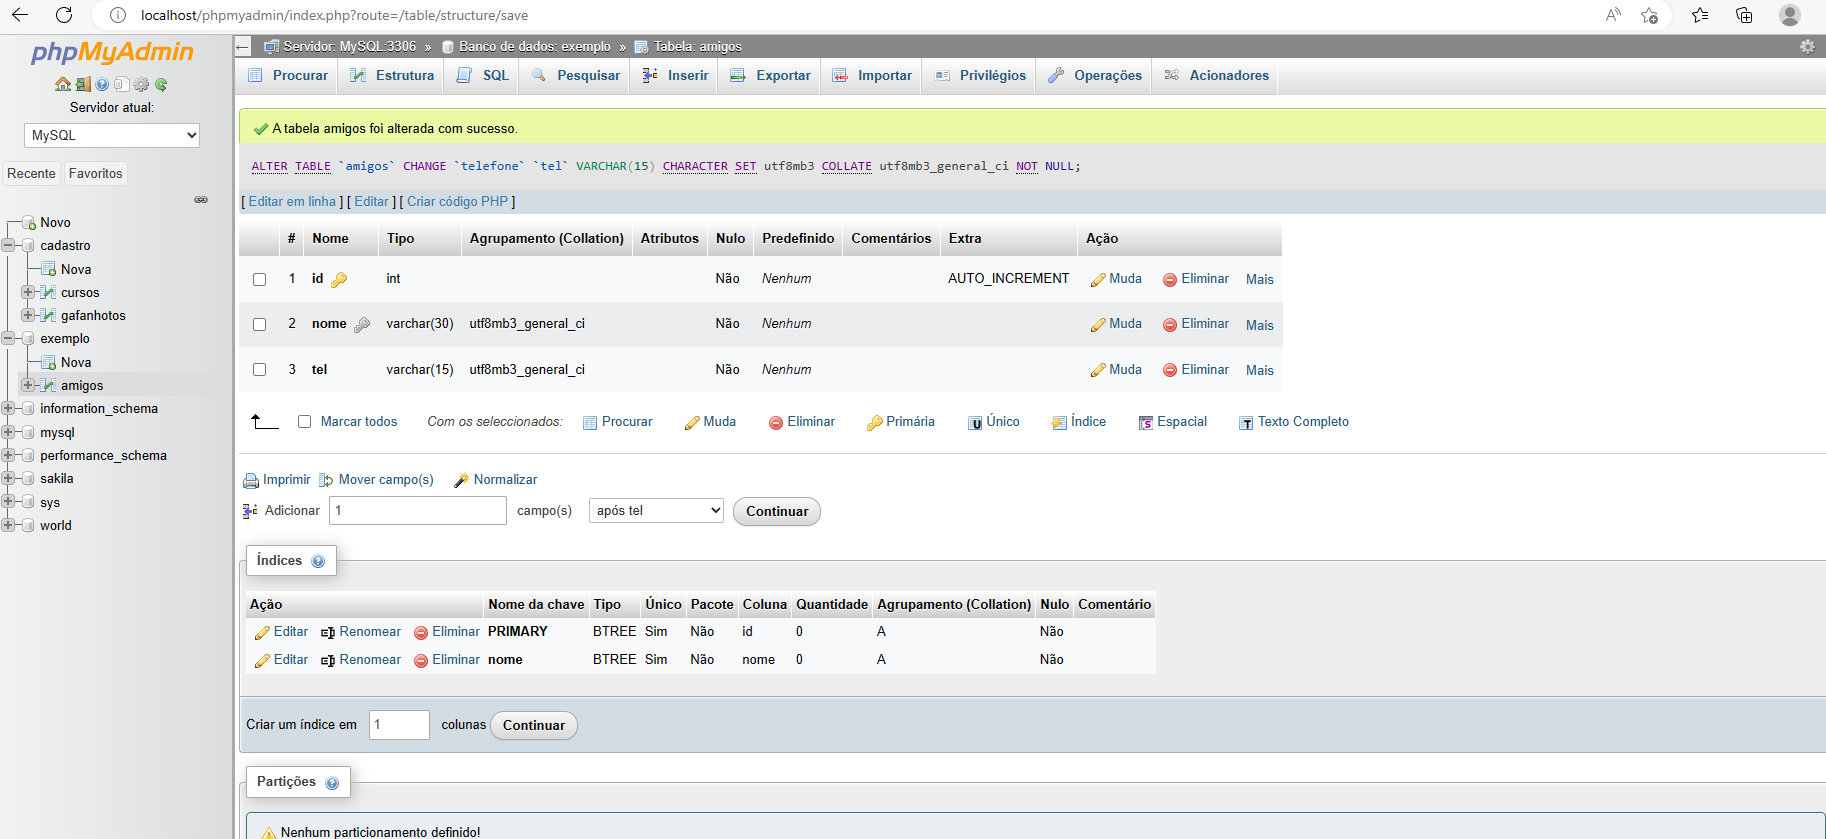 localhost/phpmyadmin/index.php?route=/table/structure/save
phpMyAdmin
Servidor atual:
MySQL
Recente Favoritos
Novo
cadastro
Nova
cursos
gafanhotos
exemplo
Nova
amigos
information_schema
mysql
performance_schema
sakila
sys
world
Servidor: MySQL:3306 » Banco de dados: exemplo » Tabela: amigos
Procurar Estrutura SQL Pesquisar Inserir Exportar Importar Privilégios Operações Acionadores
A tabela amigos foi alterada com sucesso.
ALTER TABLE `amigos` CHANGE `telefone` `tel` VARCHAR(15) CHARACTER SET utf8mb3 COLLATE utf8mb3_general_ci NOT NULL;
[ Editar em linha ] [ Editar ] [ Criar código PHP ]
# Nome Tipo Agrupamento (Collation) Atributos Nulo Predefinido Comentários Extra Ação
1 id int Não Nenhum AUTO_INCREMENT Muda Eliminar Mais
2 nome varchar(30) utf8mb3_general_ci Não Nenhum Muda Eliminar Mais
3 tel varchar(15) utf8mb3_general_ci Não Nenhum Muda Eliminar Mais
Marcar todos Com os seleccionados: Procurar Muda Eliminar Primária Único Índice Espacial Texto Completo
Imprimir Mover campo(s) Normalizar
Adicionar 1 campo(s) após tel Continuar
Índices
Ação Nome da chave Tipo Único Pacote Coluna Quantidade Agrupamento (Collation) Nulo Comentário
Editar Renomear Eliminar PRIMARY BTREE Sim Não id 0 A Não
Editar Renomear Eliminar nome BTREE Sim Não nome 0 A Não
Criar um índice em 1 colunas Continuar
Partições
Nenhum particionamento definido!